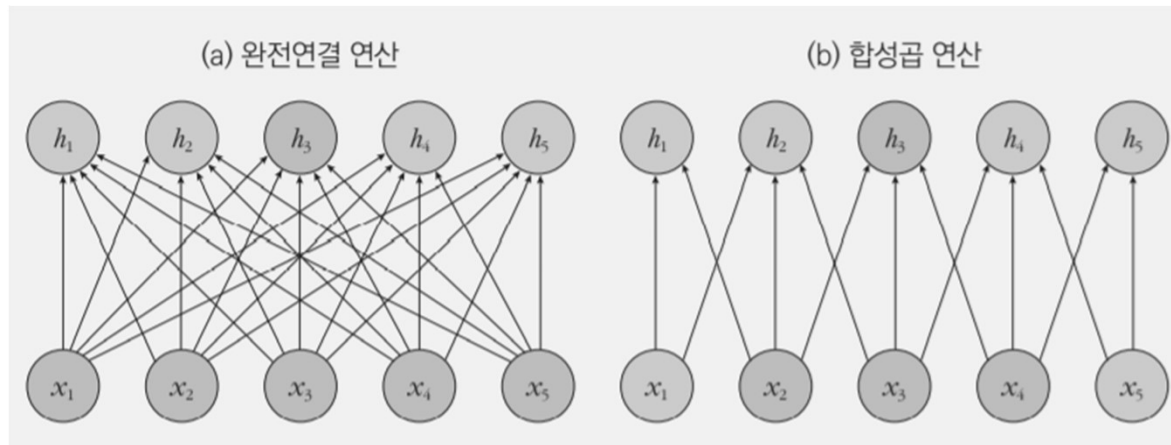 (a) 완전연결 연산
(b) 합성곱 연산
h₁ h₂ h₃ h₄ h₅
h₁ h₂ h₃ h₄ h₅
x₁ x₂ x₃ x₄ x₅
x₁ x₂ x₃ x₄ x₅